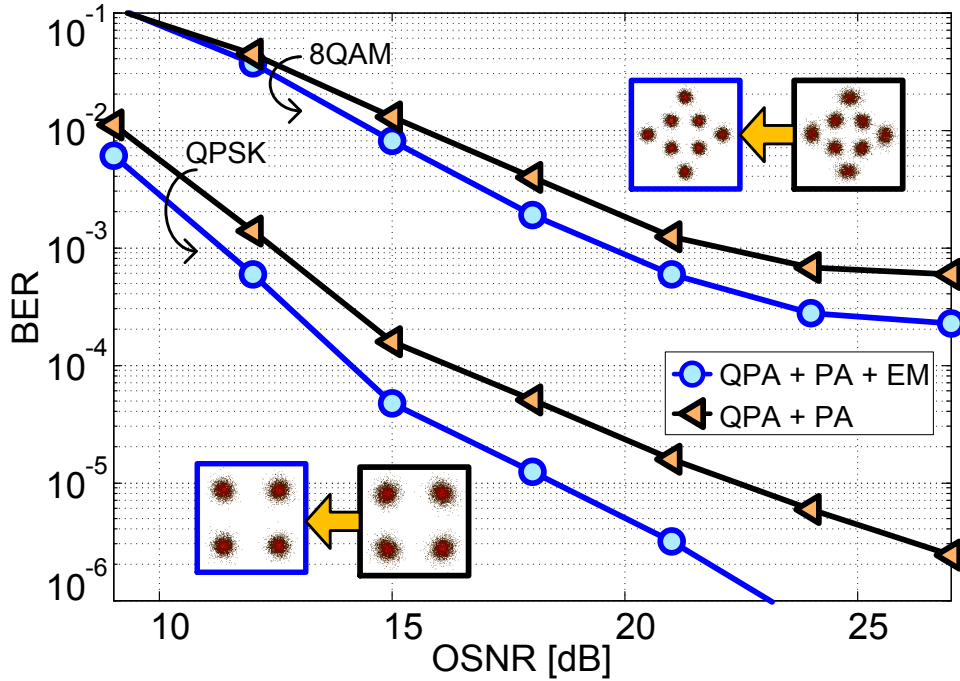 BER
10^-1
10^-2
10^-3
10^-4
10^-5
10^-6
8QAM
QPSK
QPA + PA + EM
QPA + PA
10 15 20 25
OSNR [dB]